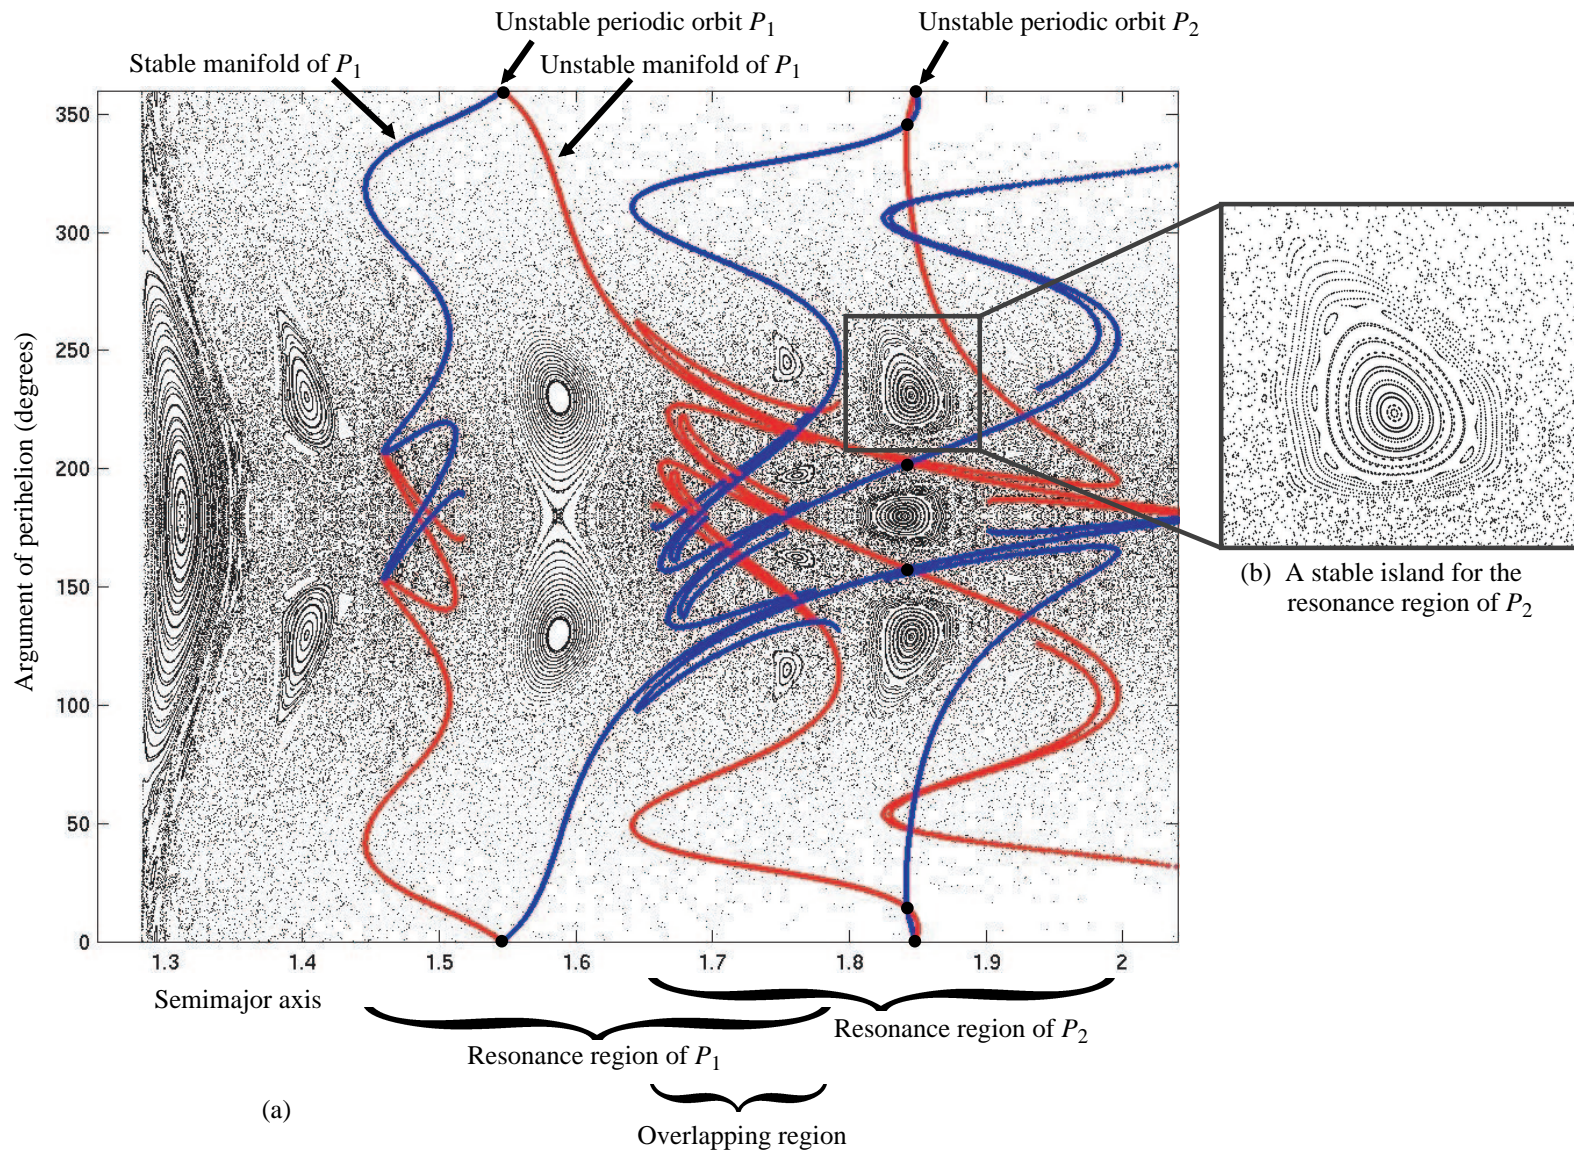 Unstable periodic orbit P1
Unstable periodic orbit P2
Stable manifold of P1
Unstable manifold of P1
350
300
250
200
150
100
50
0
Argument of perihelion (degrees)
1.3
1.4
1.5
1.6
1.7
1.8
1.9
2
Semimajor axis
Resonance region of P1
Resonance region of P2
Overlapping region
(a)
(b) A stable island for the
resonance region of P2